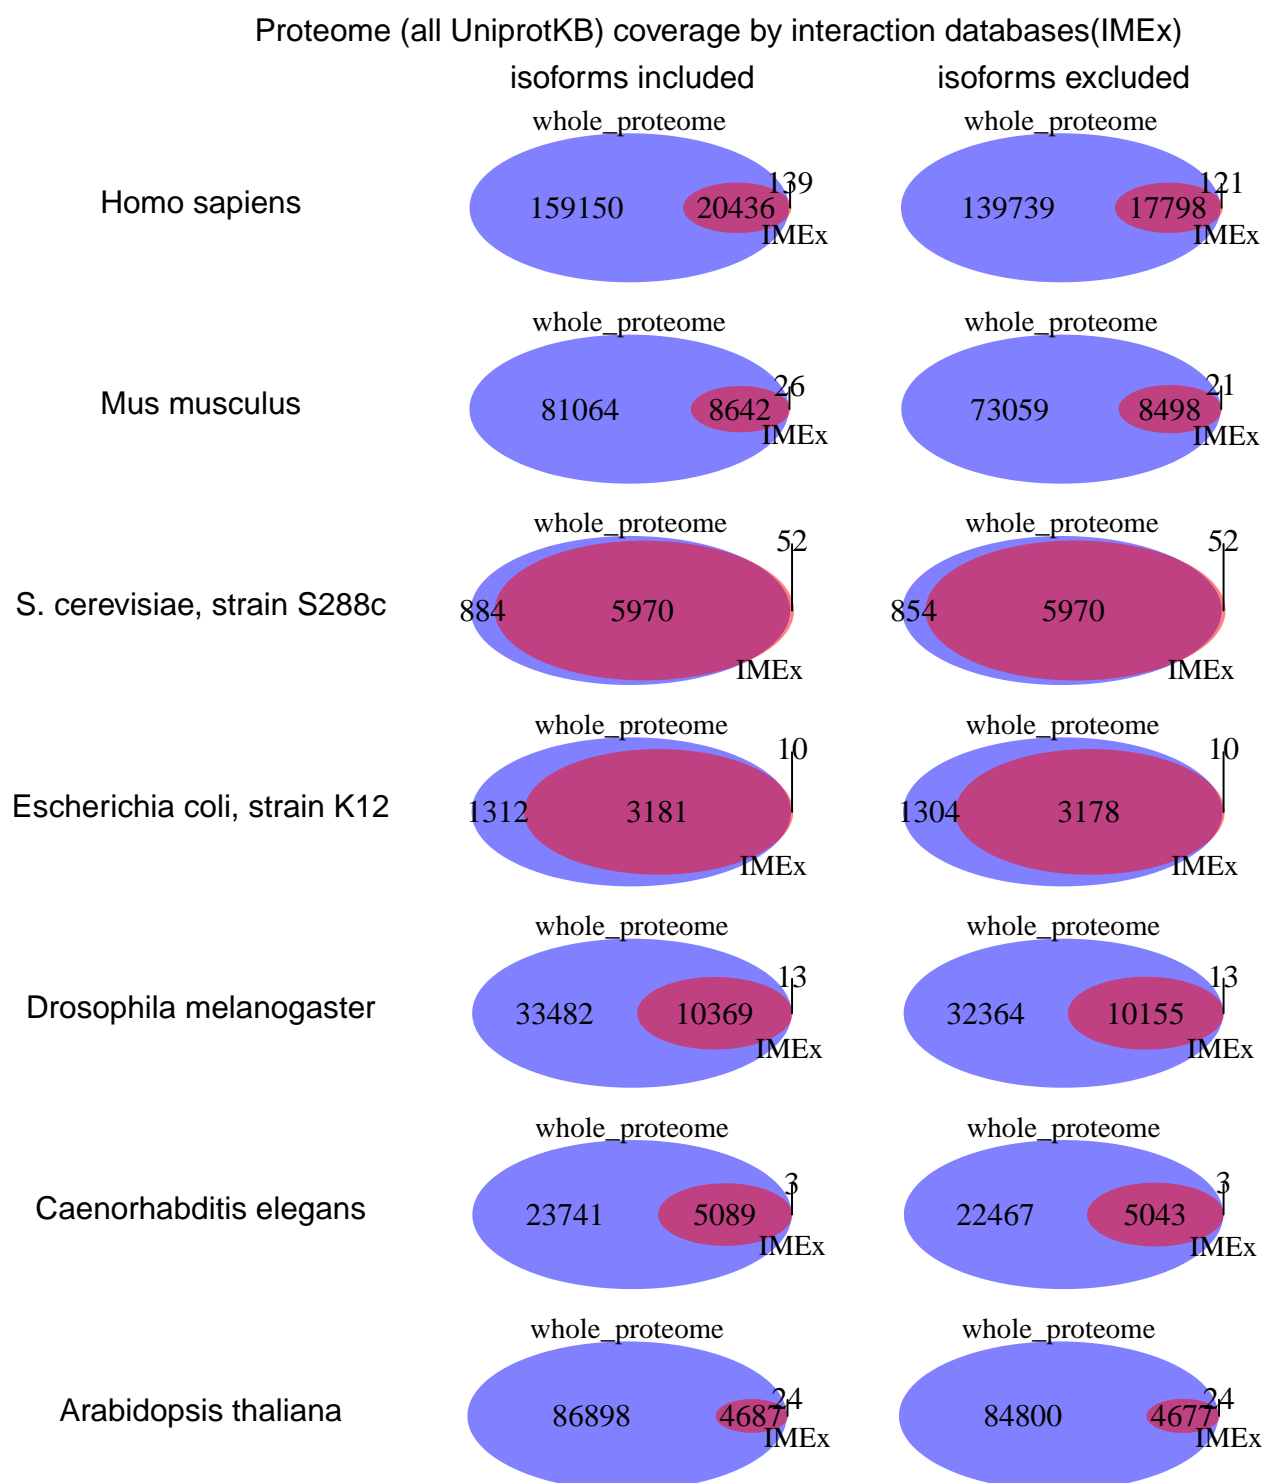 Proteome (all UniprotKB) coverage by interaction databases(IMEx)
isoforms included isoforms excluded
whole_proteome whole_proteome
139 121
Homo sapiens 159150 20436 139739 17798
IMEx IMEx
whole_proteome whole_proteome
26 21
Mus musculus 81064 8642 73059 8498
IMEx IMEx
whole_proteome whole_proteome
52 52
S. cerevisiae, strain S288c 884 5970 854 5970
IMEx IMEx
whole_proteome whole_proteome
10 10
Escherichia coli, strain K12 1312 3181 1304 3178
IMEx IMEx
whole_proteome whole_proteome
13 13
Drosophila melanogaster 33482 10369 32364 10155
IMEx IMEx
whole_proteome whole_proteome
3 3
Caenorhabditis elegans 23741 5089 22467 5043
IMEx IMEx
whole_proteome whole_proteome
24 24
Arabidopsis thaliana 86898 4687 84800 4677
IMEx IMEx